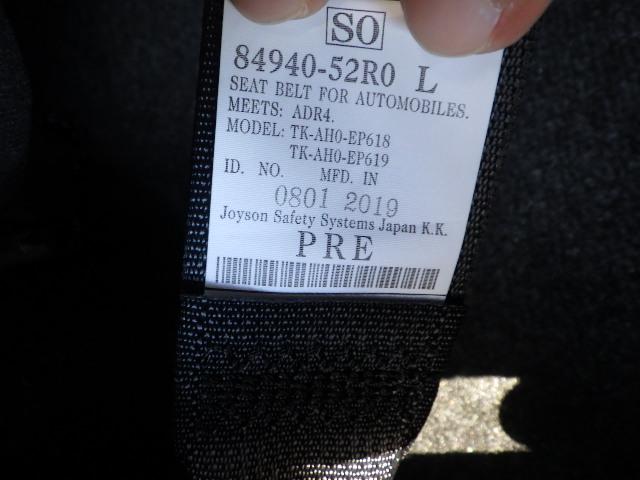 SO
84940-52R0 L
SEAT BELT FOR AUTOMOBILES.
MEETS: ADR4.
MODEL: TK-AH0-EP618
TK-AH0-EP619
ID. NO. MFD. IN
0801 2019
Joyson Safety Systems Japan K.K.
PRE